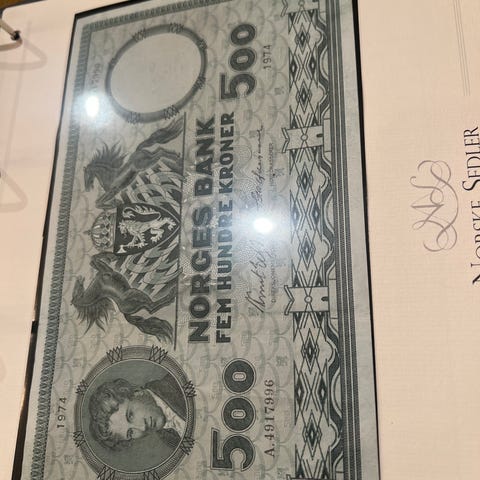 NORGES BANK
FEM HUNDRE KRONER
500
500
1974
1974
A.4917996
NORSKE SEDLER